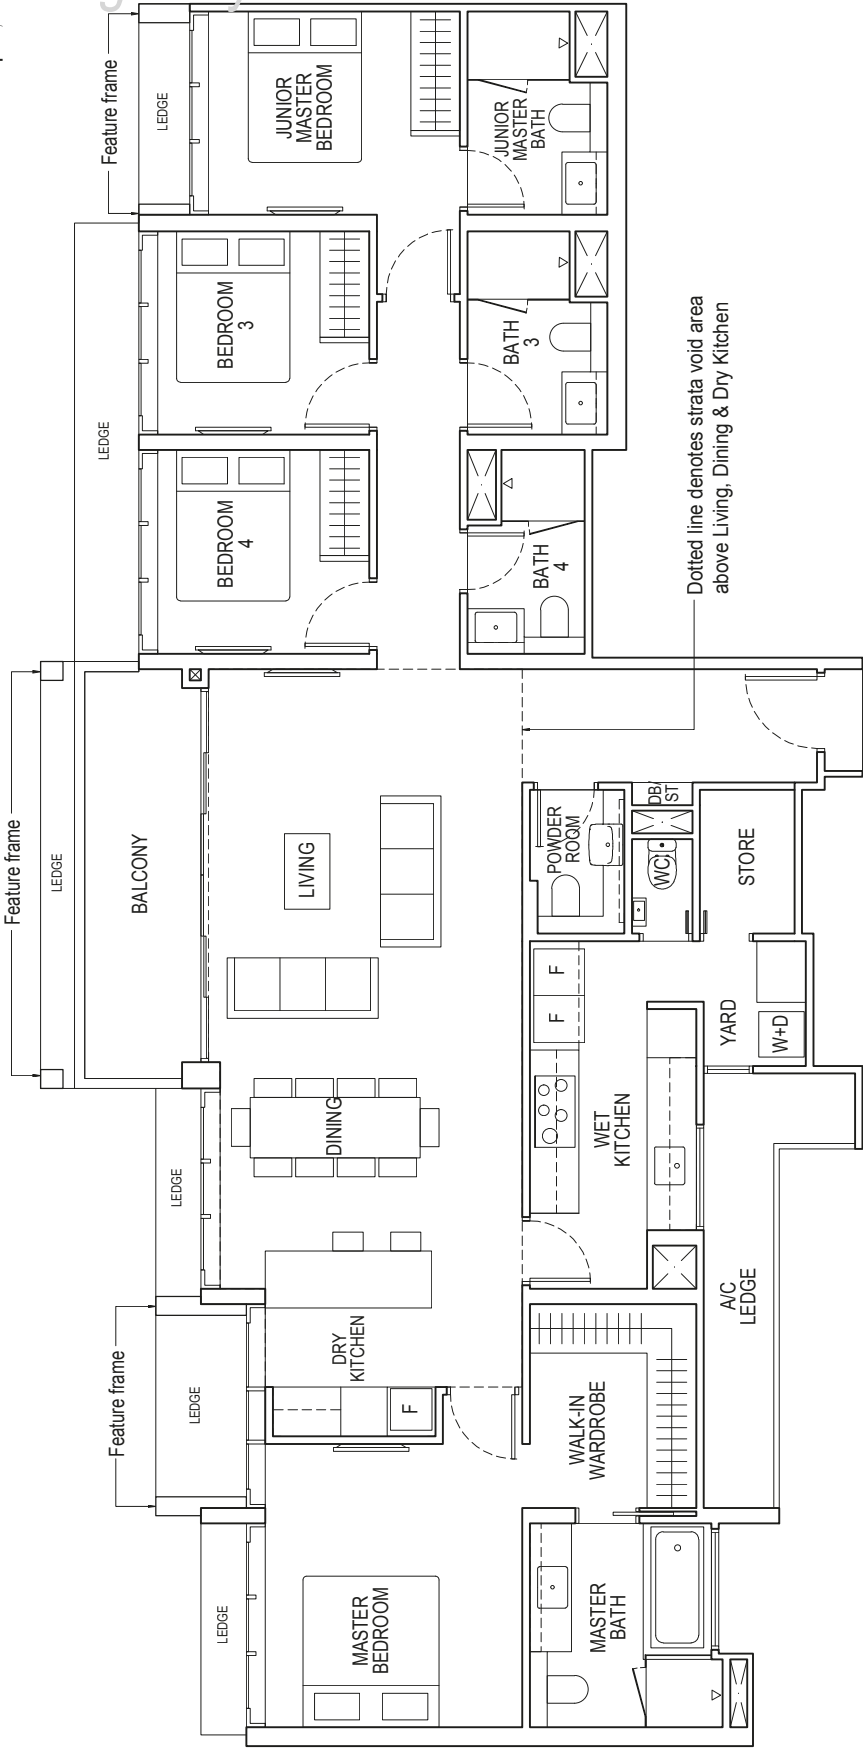 Feature frame
LEDGE
JUNIOR
MASTER
BEDROOM
JUNIOR
MASTER
BATH
LEDGE
BEDROOM
3
BATH
3
BEDROOM
4
BATH
4
Dotted line denotes strata void area
above Living, Dining & Dry Kitchen
Feature frame
LEDGE
BALCONY
LIVING
POWDER
ROOM
DB/
ST
WC
STORE
F
F
YARD
W+D
LEDGE
DINING
WET
KITCHEN
Feature frame
LEDGE
DRY
KITCHEN
F
A/C
LEDGE
WALK-IN
WARDROBE
LEDGE
MASTER
BEDROOM
MASTER
BATH